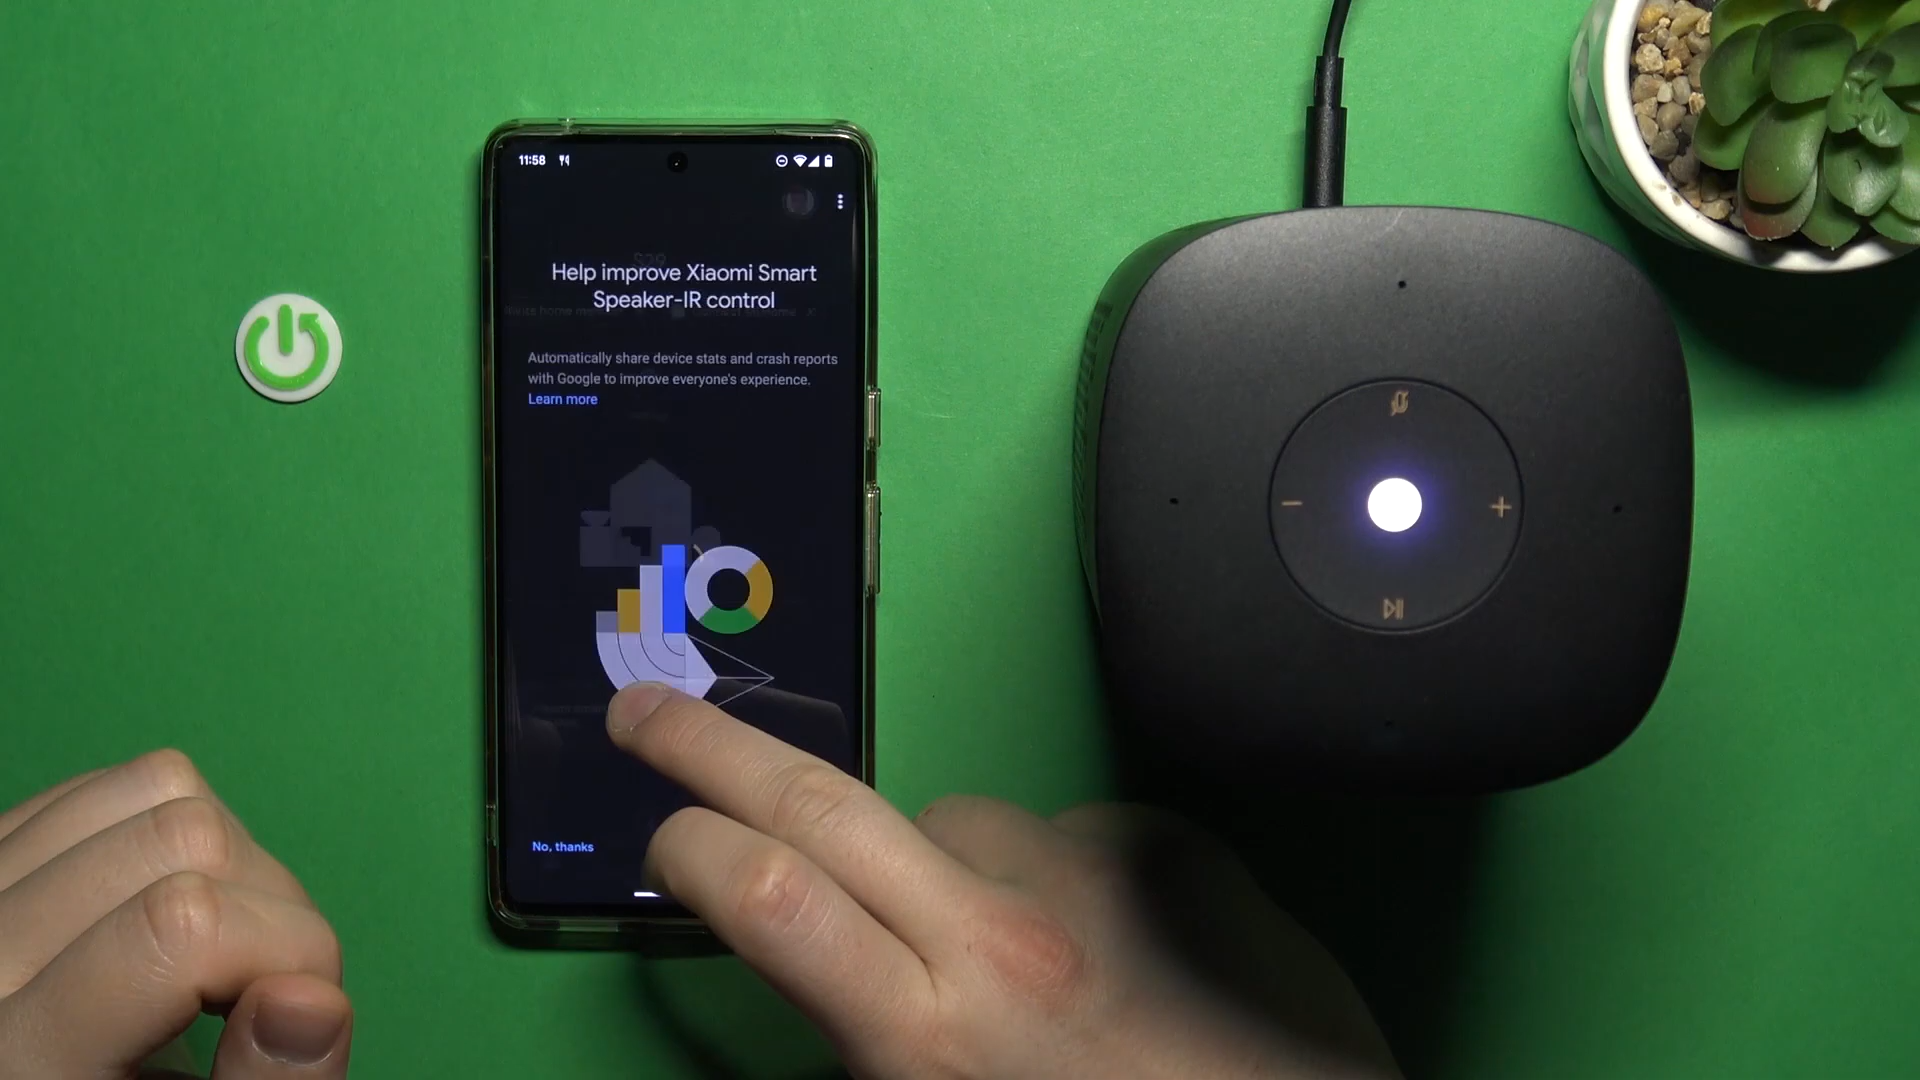 11:58
Help improve Xiaomi Smart
Speaker-IR control
Automatically share device stats and crash reports
with Google to improve everyone's experience.
Learn more
No, thanks